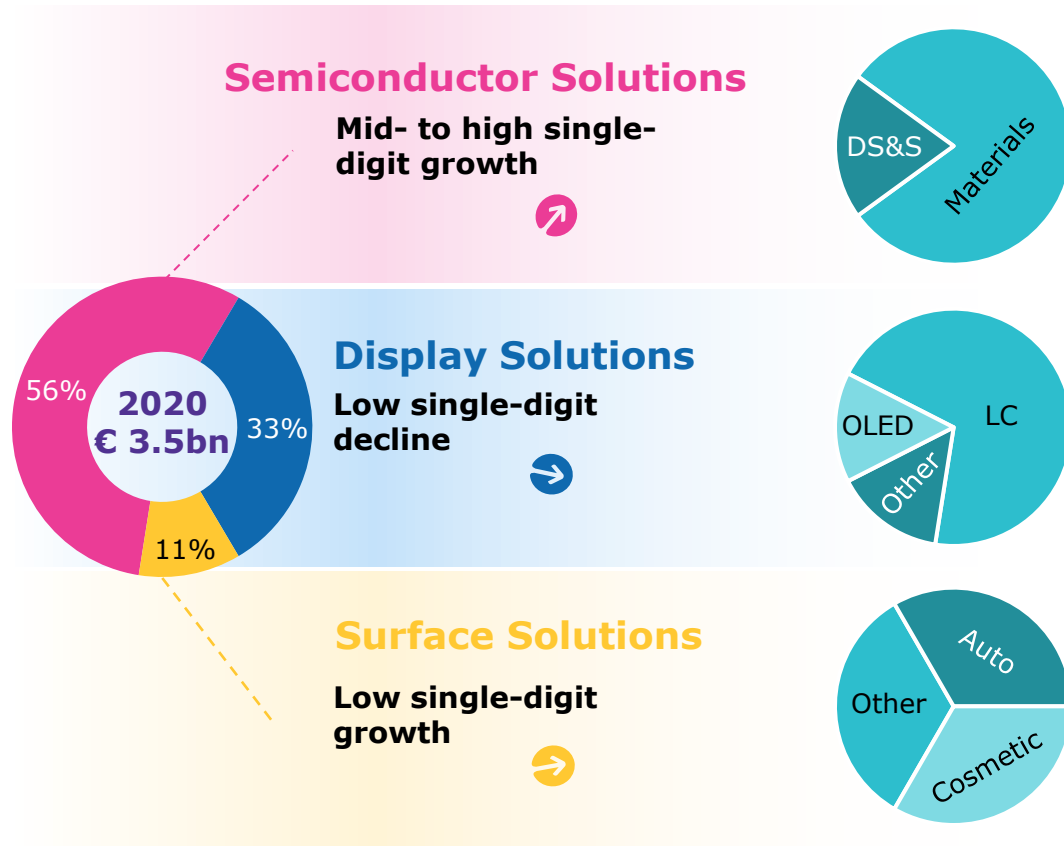 Semiconductor Solutions
Mid- to high single-
digit growth
DS&S
Materials
56%
2020
€ 3.5bn
33%
11%
Display Solutions
Low single-digit
decline
OLED
LC
Other
Surface Solutions
Low single-digit
growth
Auto
Other
Cosmetic